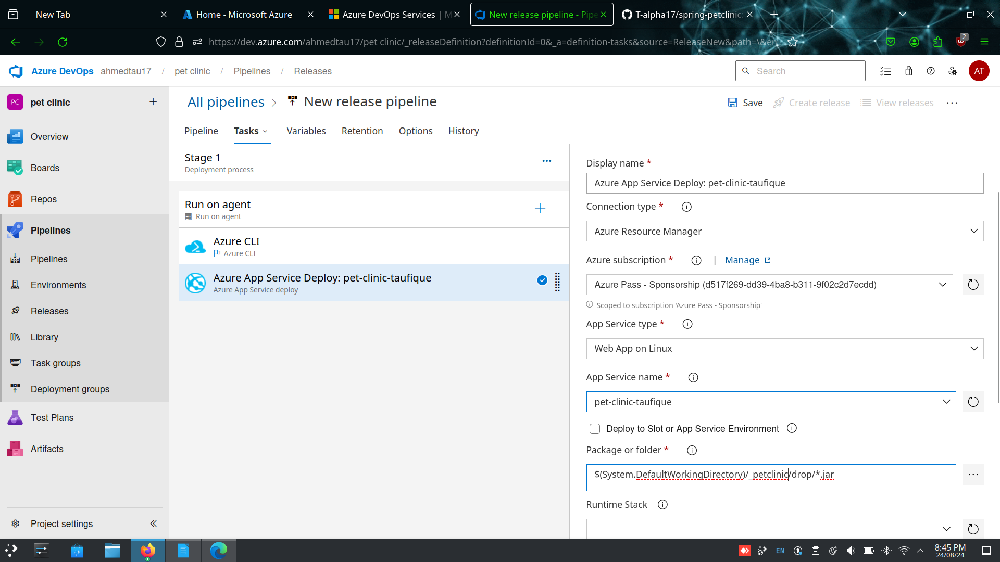 New Tab
Home - Microsoft Azure
Azure DevOps Services | M
New release pipeline - Pipe
T-alpha17/spring-petclinic:
https://dev.azure.com/ahmedtau17/pet clinic/_releaseDefinition?definitionId=0&_a=definition-tasks&source=ReleaseNew&path=\&er
2
Azure DevOps ahmedtau17 / pet clinic / Pipelines / Releases
Search
AT
PC pet clinic
Overview
Boards
Repos
Pipelines
Pipelines
Environments
Releases
Library
Task groups
Deployment groups
Test Plans
Artifacts
Project settings
All pipelines > New release pipeline
Save Create release View releases
Pipeline Tasks Variables Retention Options History
Stage 1
Deployment process
Run on agent
Run on agent
Azure CLI
Azure CLI
Azure App Service Deploy: pet-clinic-taufique
Azure App Service deploy
Display name *
Azure App Service Deploy: pet-clinic-taufique
Connection type *
Azure Resource Manager
Azure subscription * | Manage
Azure Pass - Sponsorship (d517f269-dd39-4ba8-b311-9f02c2d7ecdd)
Scoped to subscription 'Azure Pass - Sponsorship'
App Service type *
Web App on Linux
App Service name *
pet-clinic-taufique
Deploy to Slot or App Service Environment
Package or folder *
$(System.DefaultWorkingDirectory)/_petclinic/drop/*.jar
Runtime Stack
EN
8:45 PM
24/08/24